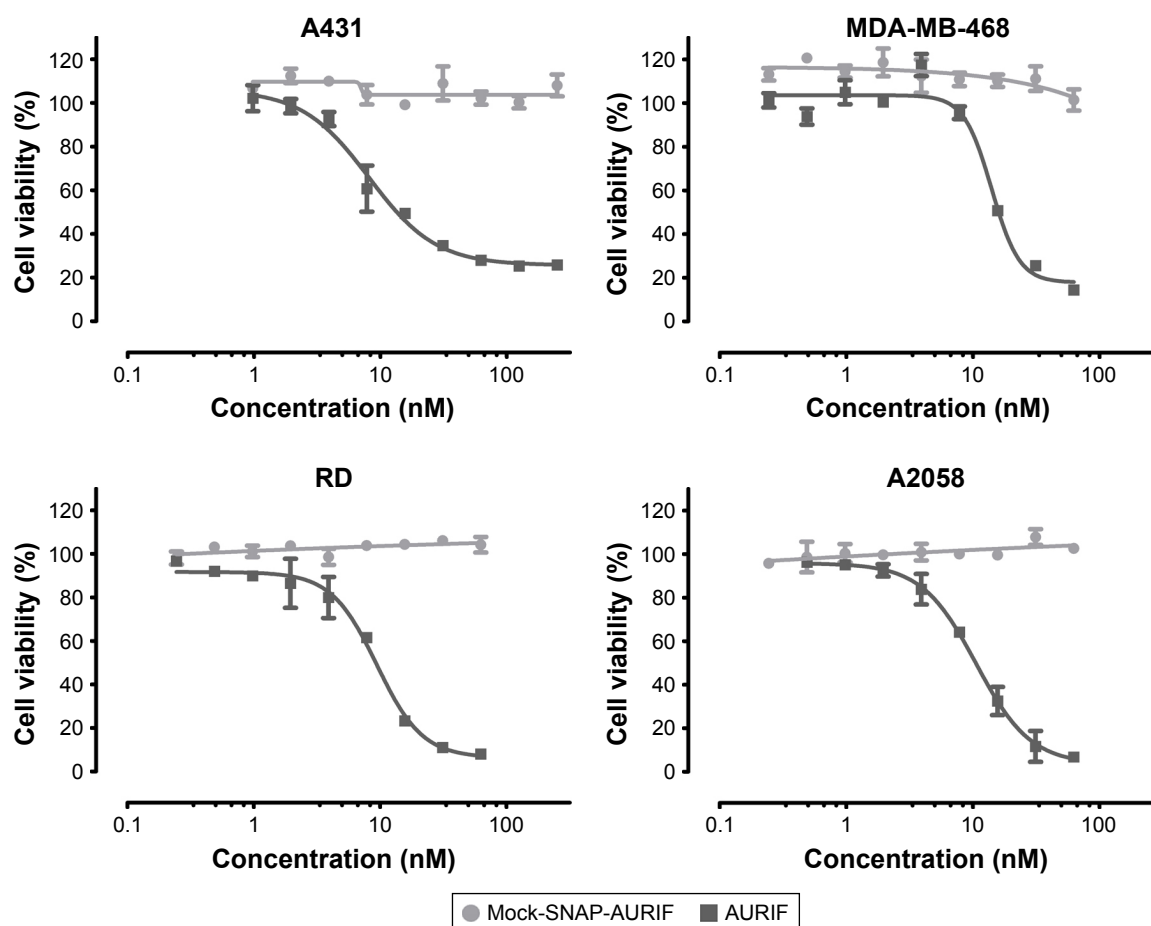 A431
120
100
80
60
40
20
0
Cell viability (%)
0.1 1 10 100
Concentration (nM)
MDA-MB-468
120
100
80
60
40
20
0
Cell viability (%)
0.1 1 10 100
Concentration (nM)
RD
120
100
80
60
40
20
0
Cell viability (%)
0.1 1 10 100
Concentration (nM)
A2058
120
100
80
60
40
20
0
Cell viability (%)
0.1 1 10 100
Concentration (nM)
Mock-SNAP-AURIF AURIF